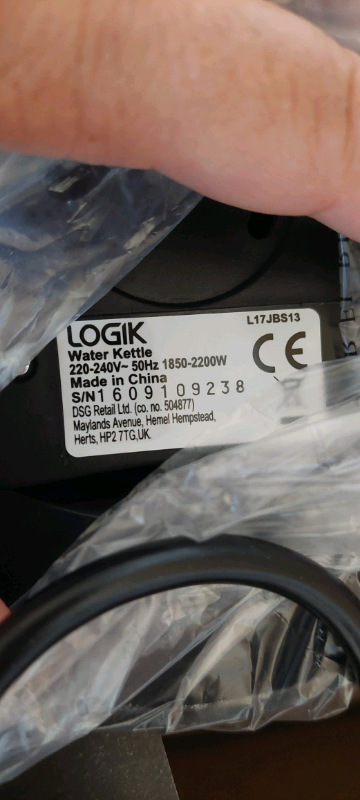 LOGIK
L17JBS13
Water Kettle
220-240V~ 50Hz 1850-2200W
CE
Made in China
S/N 1609109238
DSG Retail Ltd. (co. no. 504877)
Maylands Avenue, Hemel Hempstead,
Herts, HP2 7TG,UK.